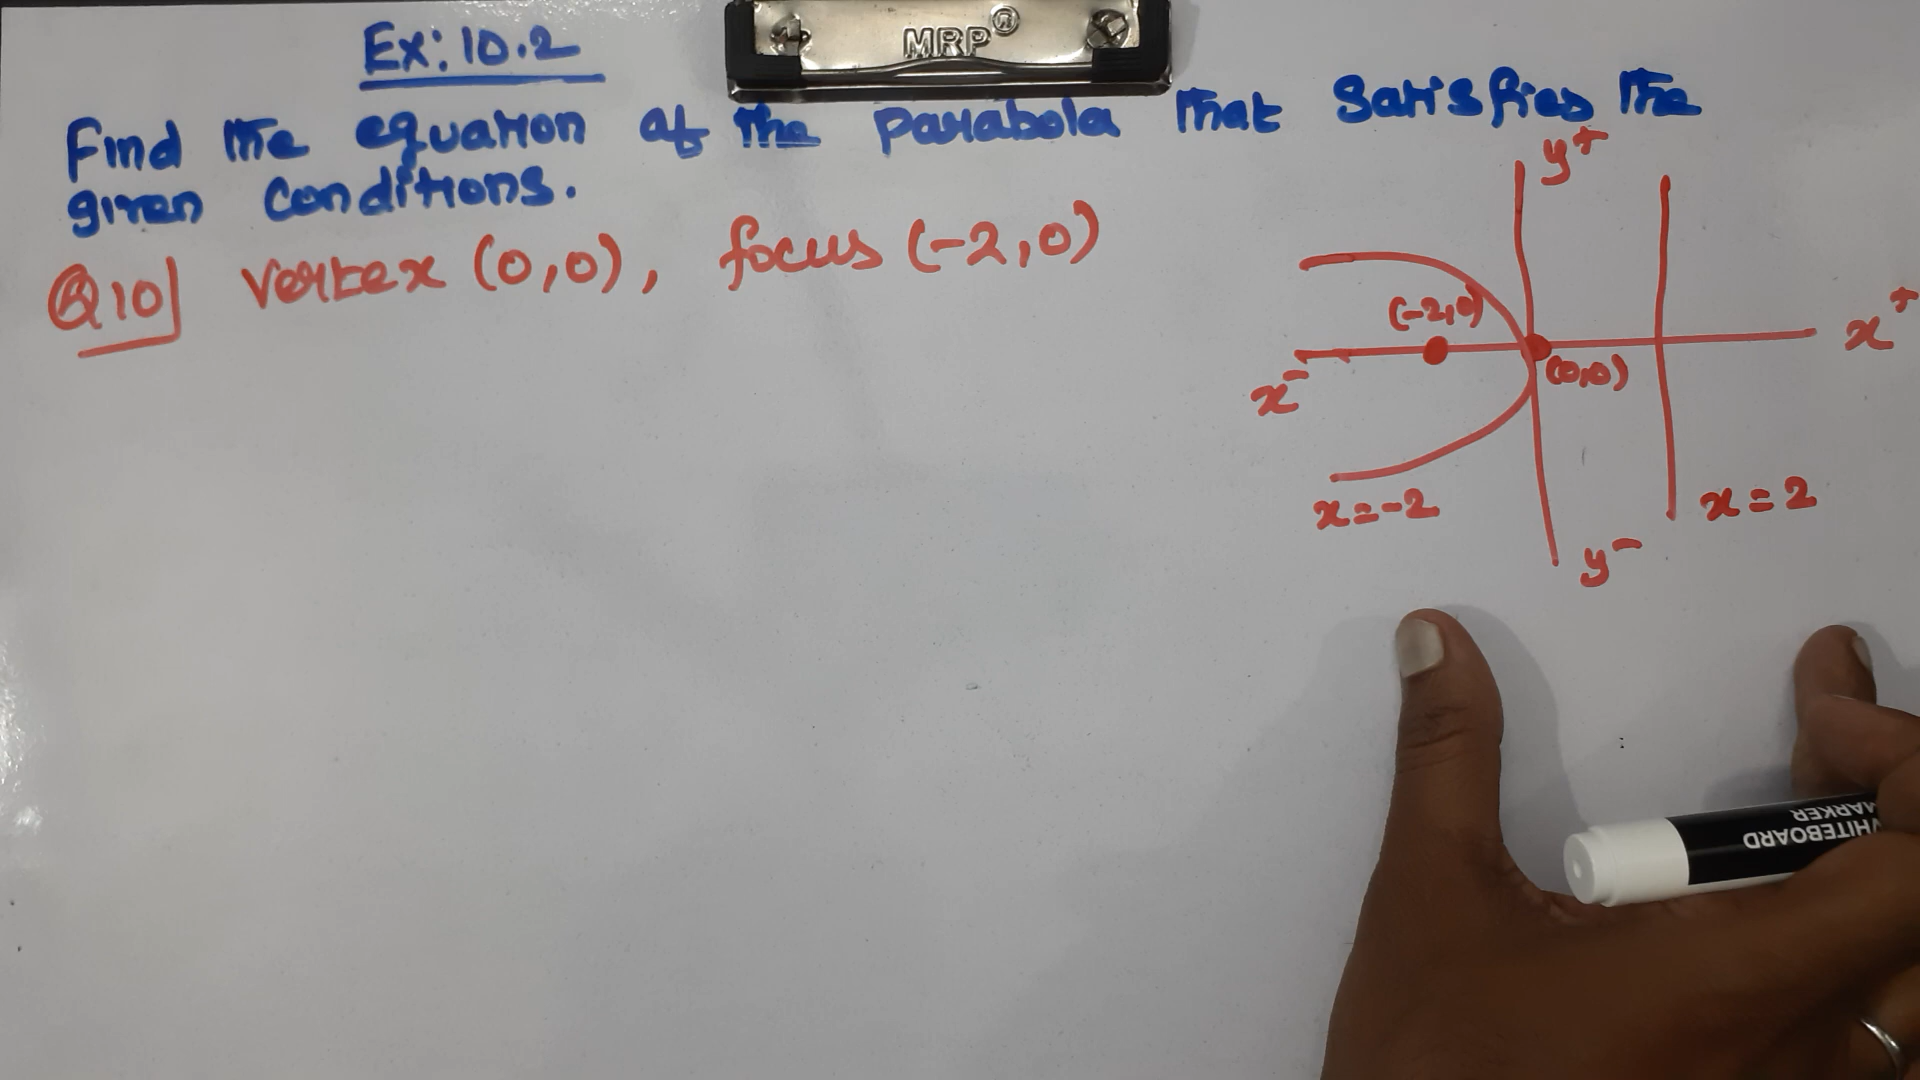 MRP®
Ex: 10.2
Find the equation of the parabola that satisfies the
given conditions.
Q10] vertex (0,0), focus (-2,0)
y+
(-2,0)
x+
x-
(0,0)
x=-2
x=2
y-
WHITEBOARD
MARKER